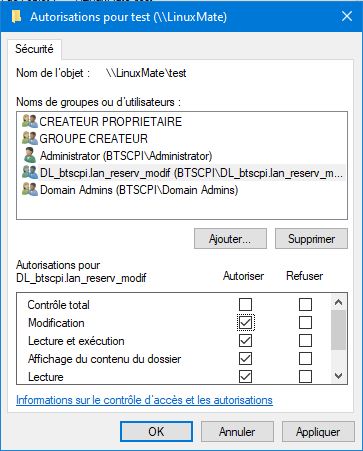 Autorisations pour test (\\LinuxMate)
Sécurité
Nom de l'objet : \\LinuxMate\test
Noms de groupes ou d'utilisateurs :
CREATEUR PROPRIETAIRE
GROUPE CREATEUR
Administrator (BTSCPI\Administrator)
DL_btscpi.lan_reserv_modif (BTSCPI\DL_btscpi.lan_reserv_m...
Domain Admins (BTSCPI\Domain Admins)
Ajouter... Supprimer
Autorisations pour
DL_btscpi.lan_reserv_modif Autoriser Refuser
Contrôle total
Modification
Lecture et exécution
Affichage du contenu du dossier
Lecture
Informations sur le contrôle d'accès et les autorisations
OK Annuler Appliquer